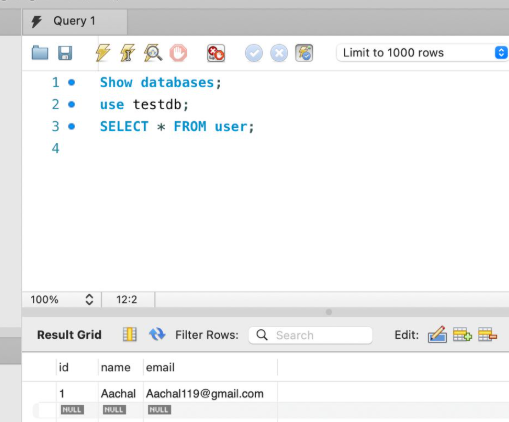 Query 1
Limit to 1000 rows
1 Show databases;
2 use testdb;
3 SELECT * FROM user;
4
100% 12:2
Result Grid Filter Rows: Search Edit:
id name email
1 Aachal Aachal119@gmail.com
NULL NULL NULL